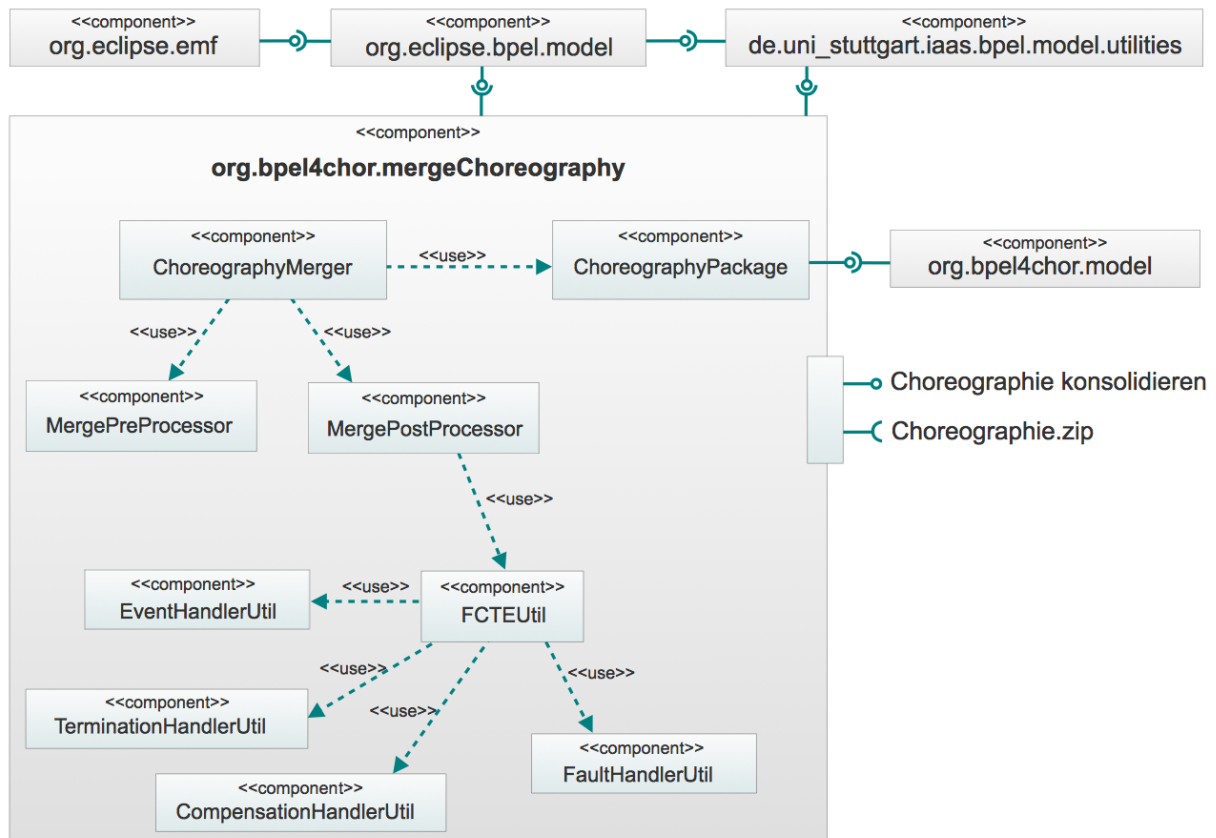 <<component>>
org.eclipse.emf
<<component>>
org.eclipse.bpel.model
<<component>>
de.uni_stuttgart.iaas.bpel.model.utilities
<<component>>
org.bpel4chor.mergeChoreography
<<component>>
ChoreographyMerger
<<use>>
<<component>>
ChoreographyPackage
<<component>>
org.bpel4chor.model
<<use>>
<<use>>
<<component>>
MergePreProcessor
<<component>>
MergePostProcessor
Choreographie konsolidieren
Choreographie.zip
<<use>>
<<component>>
EventHandlerUtil
<<use>>
<<component>>
FCTEUtil
<<use>>
<<component>>
TerminationHandlerUtil
<<use>>
<<use>>
<<component>>
FaultHandlerUtil
<<component>>
CompensationHandlerUtil